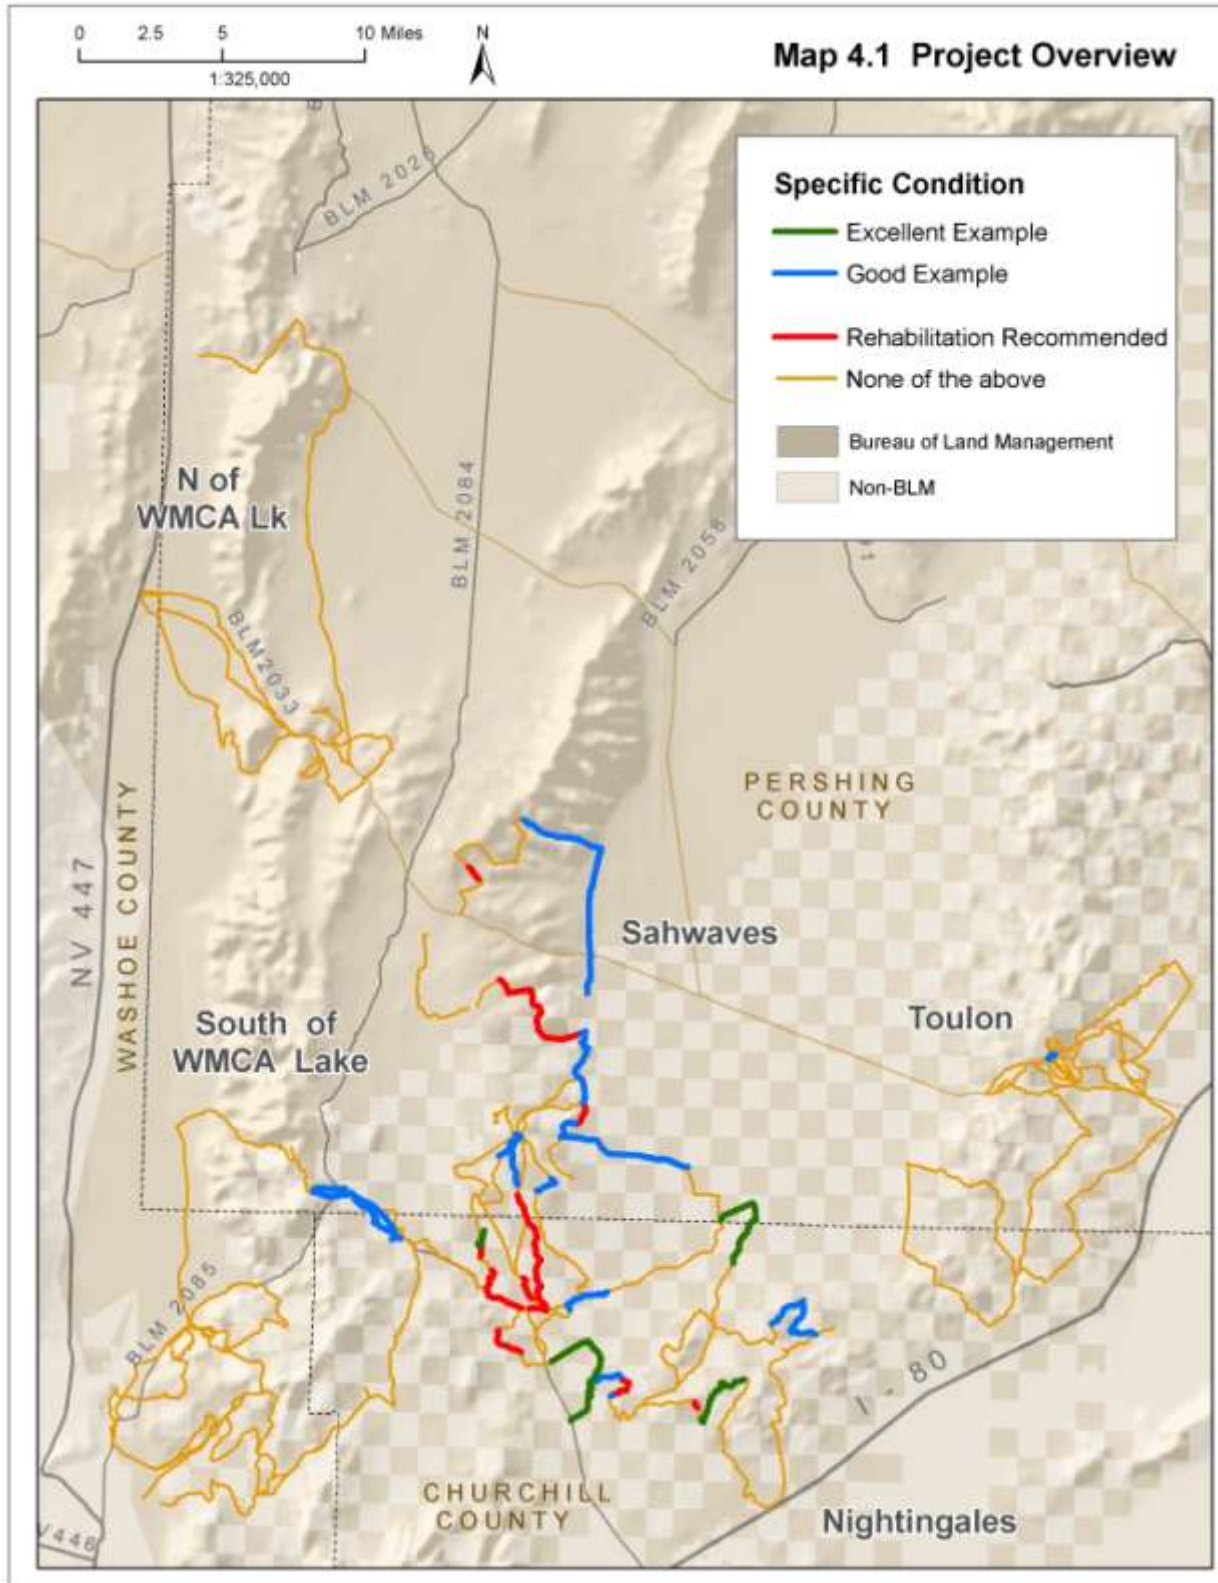 0 2.5 5 10 Miles
1:325,000
N
Map 4.1 Project Overview
Specific Condition
Excellent Example
Good Example
Rehabilitation Recommended
None of the above
Bureau of Land Management
Non-BLM
BLM 2026
N of
WMCA Lk
BLM 2084
BLM 2058
BLM2033
PERSHING
COUNTY
NV 447
WASHOE COUNTY
Sahwaves
South of
WMCA Lake
Toulon
BLM 2085
I - 80
CHURCHILL
COUNTY
Nightingales
V446